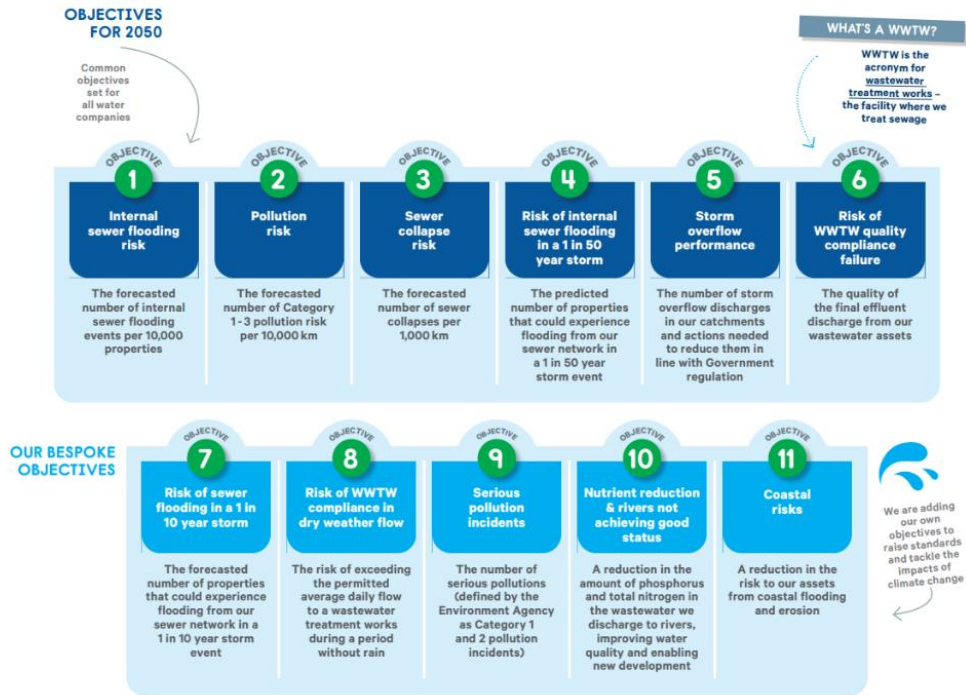 OBJECTIVES
FOR 2050
Common
objectives
set for
all water
companies
WHAT'S A WWTW?
WWTW is the
acronym for
wastewater
treatment works –
the facility where we
treat sewage
OBJECTIVE
1
Internal
sewer flooding
risk
The forecasted
number of internal
sewer flooding
events per 10,000
properties
OBJECTIVE
2
Pollution
risk
The forecasted
number of Category
1 - 3 pollution risk
per 10,000 km
OBJECTIVE
3
Sewer
collapse
risk
The forecasted
number of sewer
collapses per
1,000 km
OBJECTIVE
4
Risk of internal
sewer flooding
in a 1 in 50
year storm
The predicted
number of properties
that could experience
flooding from our
sewer network in
a 1 in 50 year
storm event
OBJECTIVE
5
Storm
overflow
performance
The number of storm
overflow discharges
in our catchments
and actions needed
to reduce them in
line with Government
regulation
OBJECTIVE
6
Risk of
WWTW quality
compliance
failure
The quality of
the final effluent
discharge from our
wastewater assets
OUR BESPOKE
OBJECTIVES
OBJECTIVE
7
Risk of sewer
flooding in a 1 in
10 year storm
The forecasted
number of properties
that could experience
flooding from our
sewer network in a
1 in 10 year storm
event
OBJECTIVE
8
Risk of WWTW
compliance in
dry weather flow
The risk of exceeding
the permitted
average daily flow
to a wastewater
treatment works
during a period
without rain
OBJECTIVE
9
Serious
pollution
incidents
The number of
serious pollutions
(defined by the
Environment Agency
as Category 1
and 2 pollution
incidents)
OBJECTIVE
10
Nutrient reduction
& rivers not
achieving good
status
A reduction in the
amount of phosphorus
and total nitrogen in
the wastewater we
discharge to rivers,
improving water
quality and enabling
new development
OBJECTIVE
11
Coastal
risks
A reduction in the
risk to our assets
from coastal flooding
and erosion
We are adding
our own
objectives to
raise standards
and tackle the
impacts of
climate change